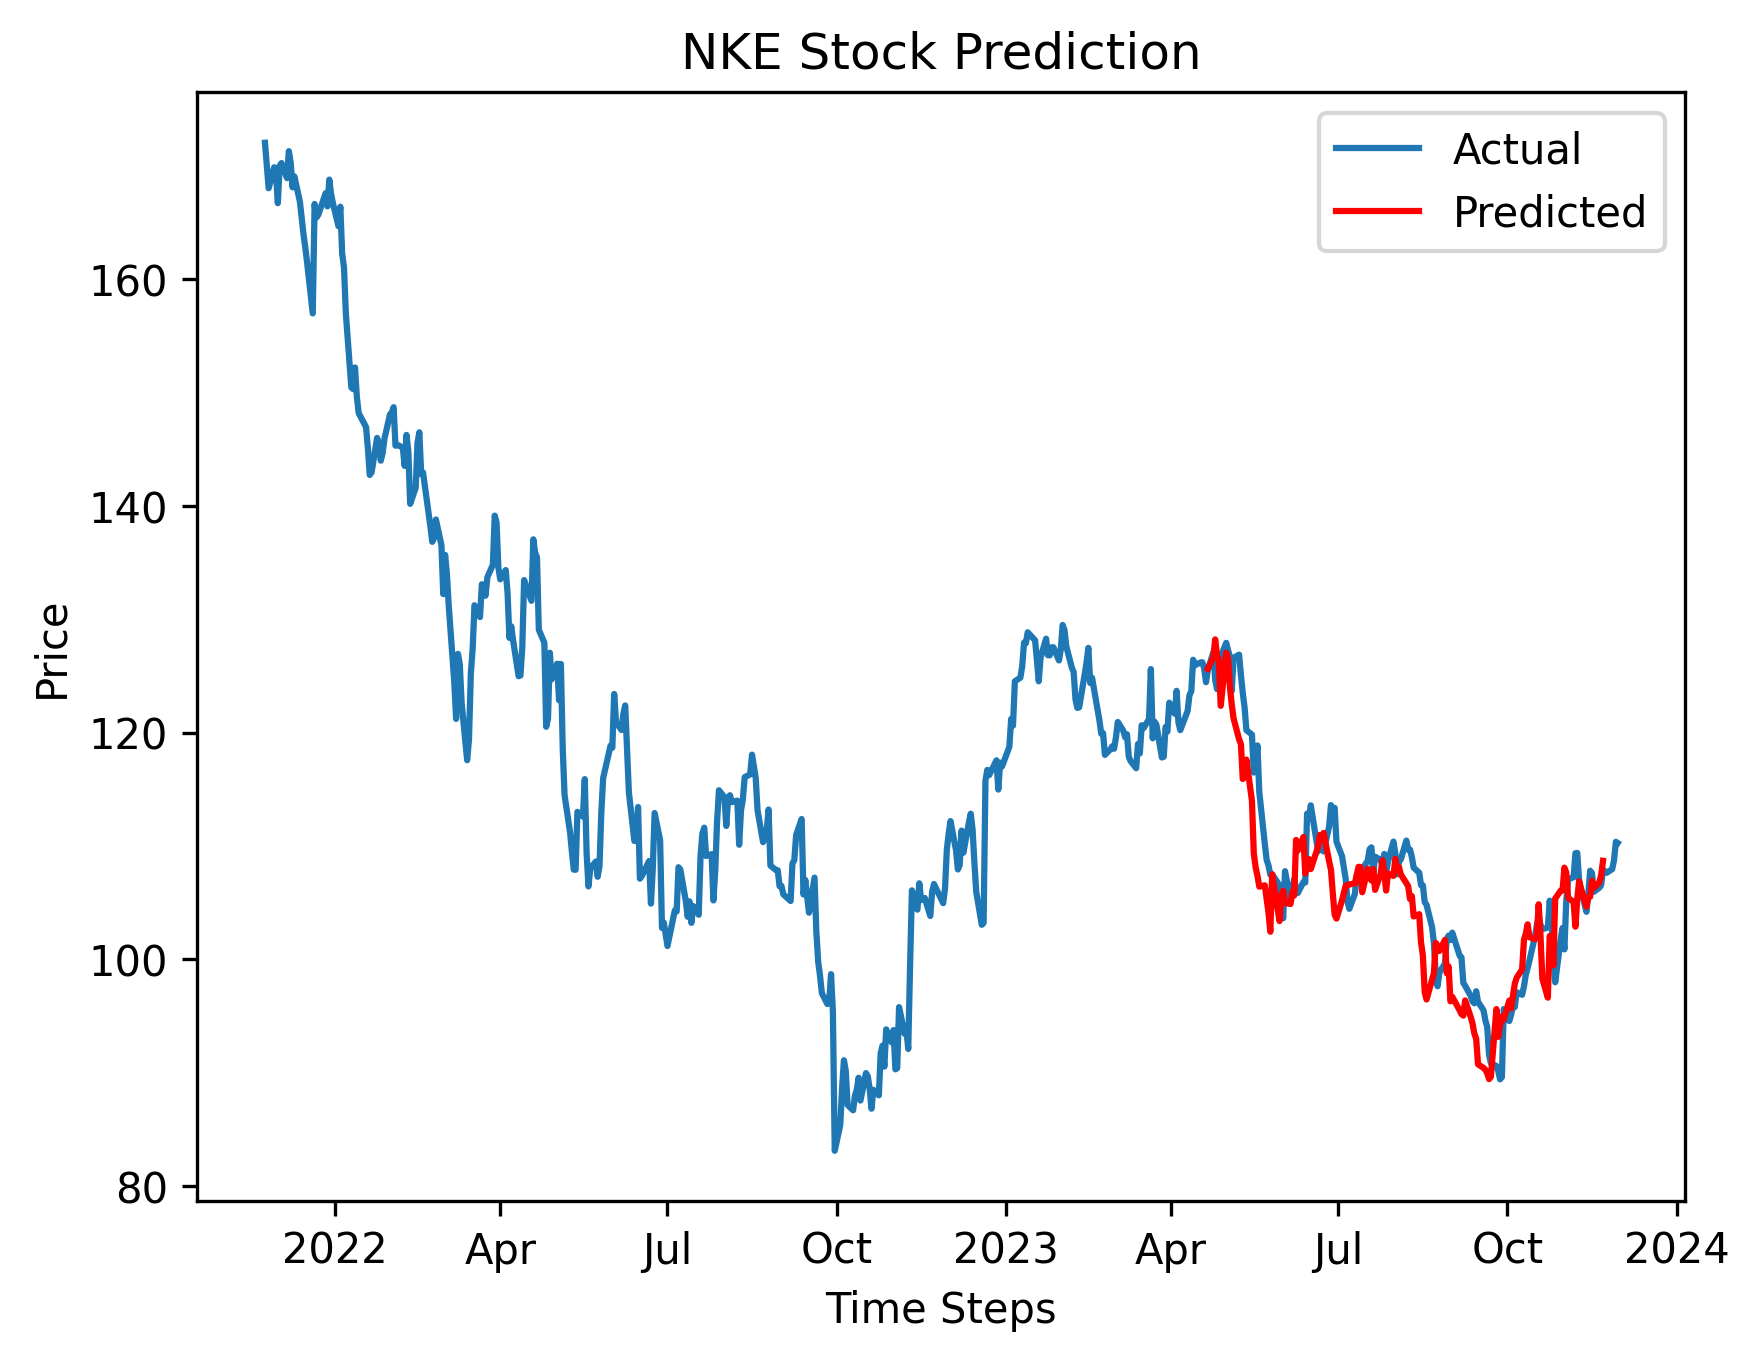 NKE Stock Prediction
Actual
Predicted
Price
160
140
120
100
80
2022 Apr Jul Oct 2023 Apr Jul Oct 2024
Time Steps